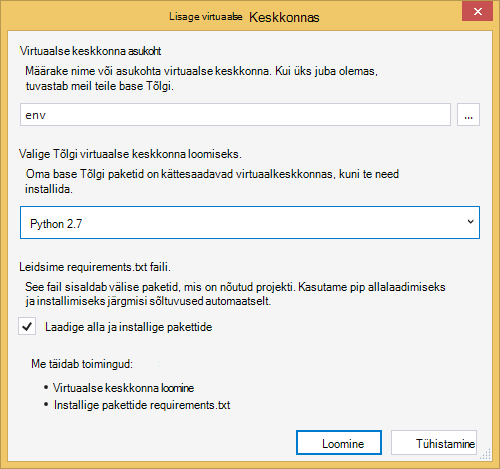 Lisage virtuaalse Keskkonnas
Virtuaalse keskkonna asukoht
Määrake nime või asukohta virtuaalse keskkonna. Kui üks juba olemas,
tuvastab meil teile base Tõlgi.
env
...
Valige Tõlgi virtuaalse keskkonna loomiseks.
Oma base Tõlgi paketid on kättesaadavad virtuaalkeskkonnas, kuni te need
installida.
Python 2.7
Leidsime requirements.txt faili.
See fail sisaldab välise paketid, mis on nõutud projekti. Kasutame pip allalaadimiseks
ja installimiseks järgmisi sõltuvused automaatselt.
Laadige alla ja installige pakettide
Me täidab toimingud:
• Virtuaalse keskkonna loomine
• Installige pakettide requirements.txt
Loomine Tühistamine